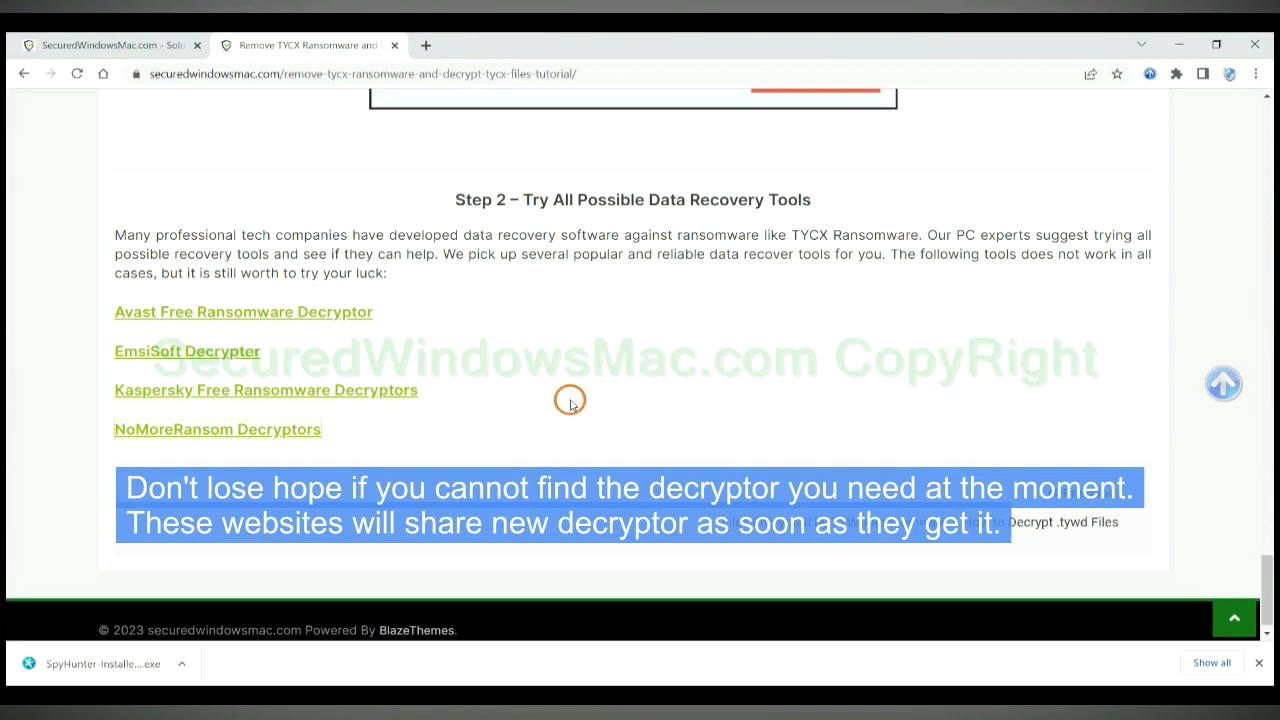 SecuredWindowsMac.com - Solu
Remove TYCX Ransomware and
securedwindowsmac.com/remove-tycx-ransomware-and-decrypt-tycx-files-tutorial/
Step 2 – Try All Possible Data Recovery Tools
Many professional tech companies have developed data recovery software against ransomware like TYCX Ransomware. Our PC experts suggest trying all
possible recovery tools and see if they can help. We pick up several popular and reliable data recover tools for you. The following tools does not work in all
cases, but it is still worth to try your luck:
Avast Free Ransomware Decryptor
EmsiSoft Decrypter
SecuredWindowsMac.com CopyRight
Kaspersky Free Ransomware Decryptors
NoMoreRansom Decryptors
Don't lose hope if you cannot find the decryptor you need at the moment.
These websites will share new decryptor as soon as they get it.
Decrypt .tywd Files
© 2023 securedwindowsmac.com Powered By BlazeThemes.
SpyHunter-Installe....exe
Show all